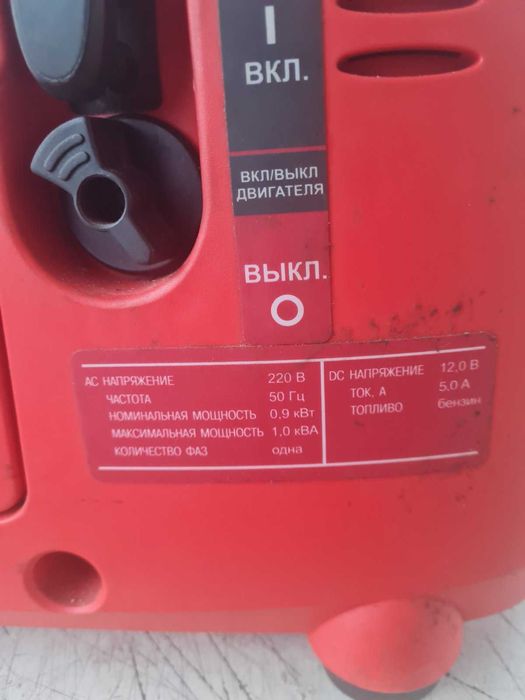 I
ВКЛ.
ВКЛ/ВЫКЛ
ДВИГАТЕЛЯ
ВЫКЛ.
O
АС НАПРЯЖЕНИЕ 220 В
ЧАСТОТА 50 Гц
НОМИНАЛЬНАЯ МОЩНОСТЬ 0,9 кВт
МАКСИМАЛЬНАЯ МОЩНОСТЬ 1,0 кВА
КОЛИЧЕСТВО ФАЗ одна
DC НАПРЯЖЕНИЕ 12,0 В
ТОК, А 5,0 А
ТОПЛИВО бензин